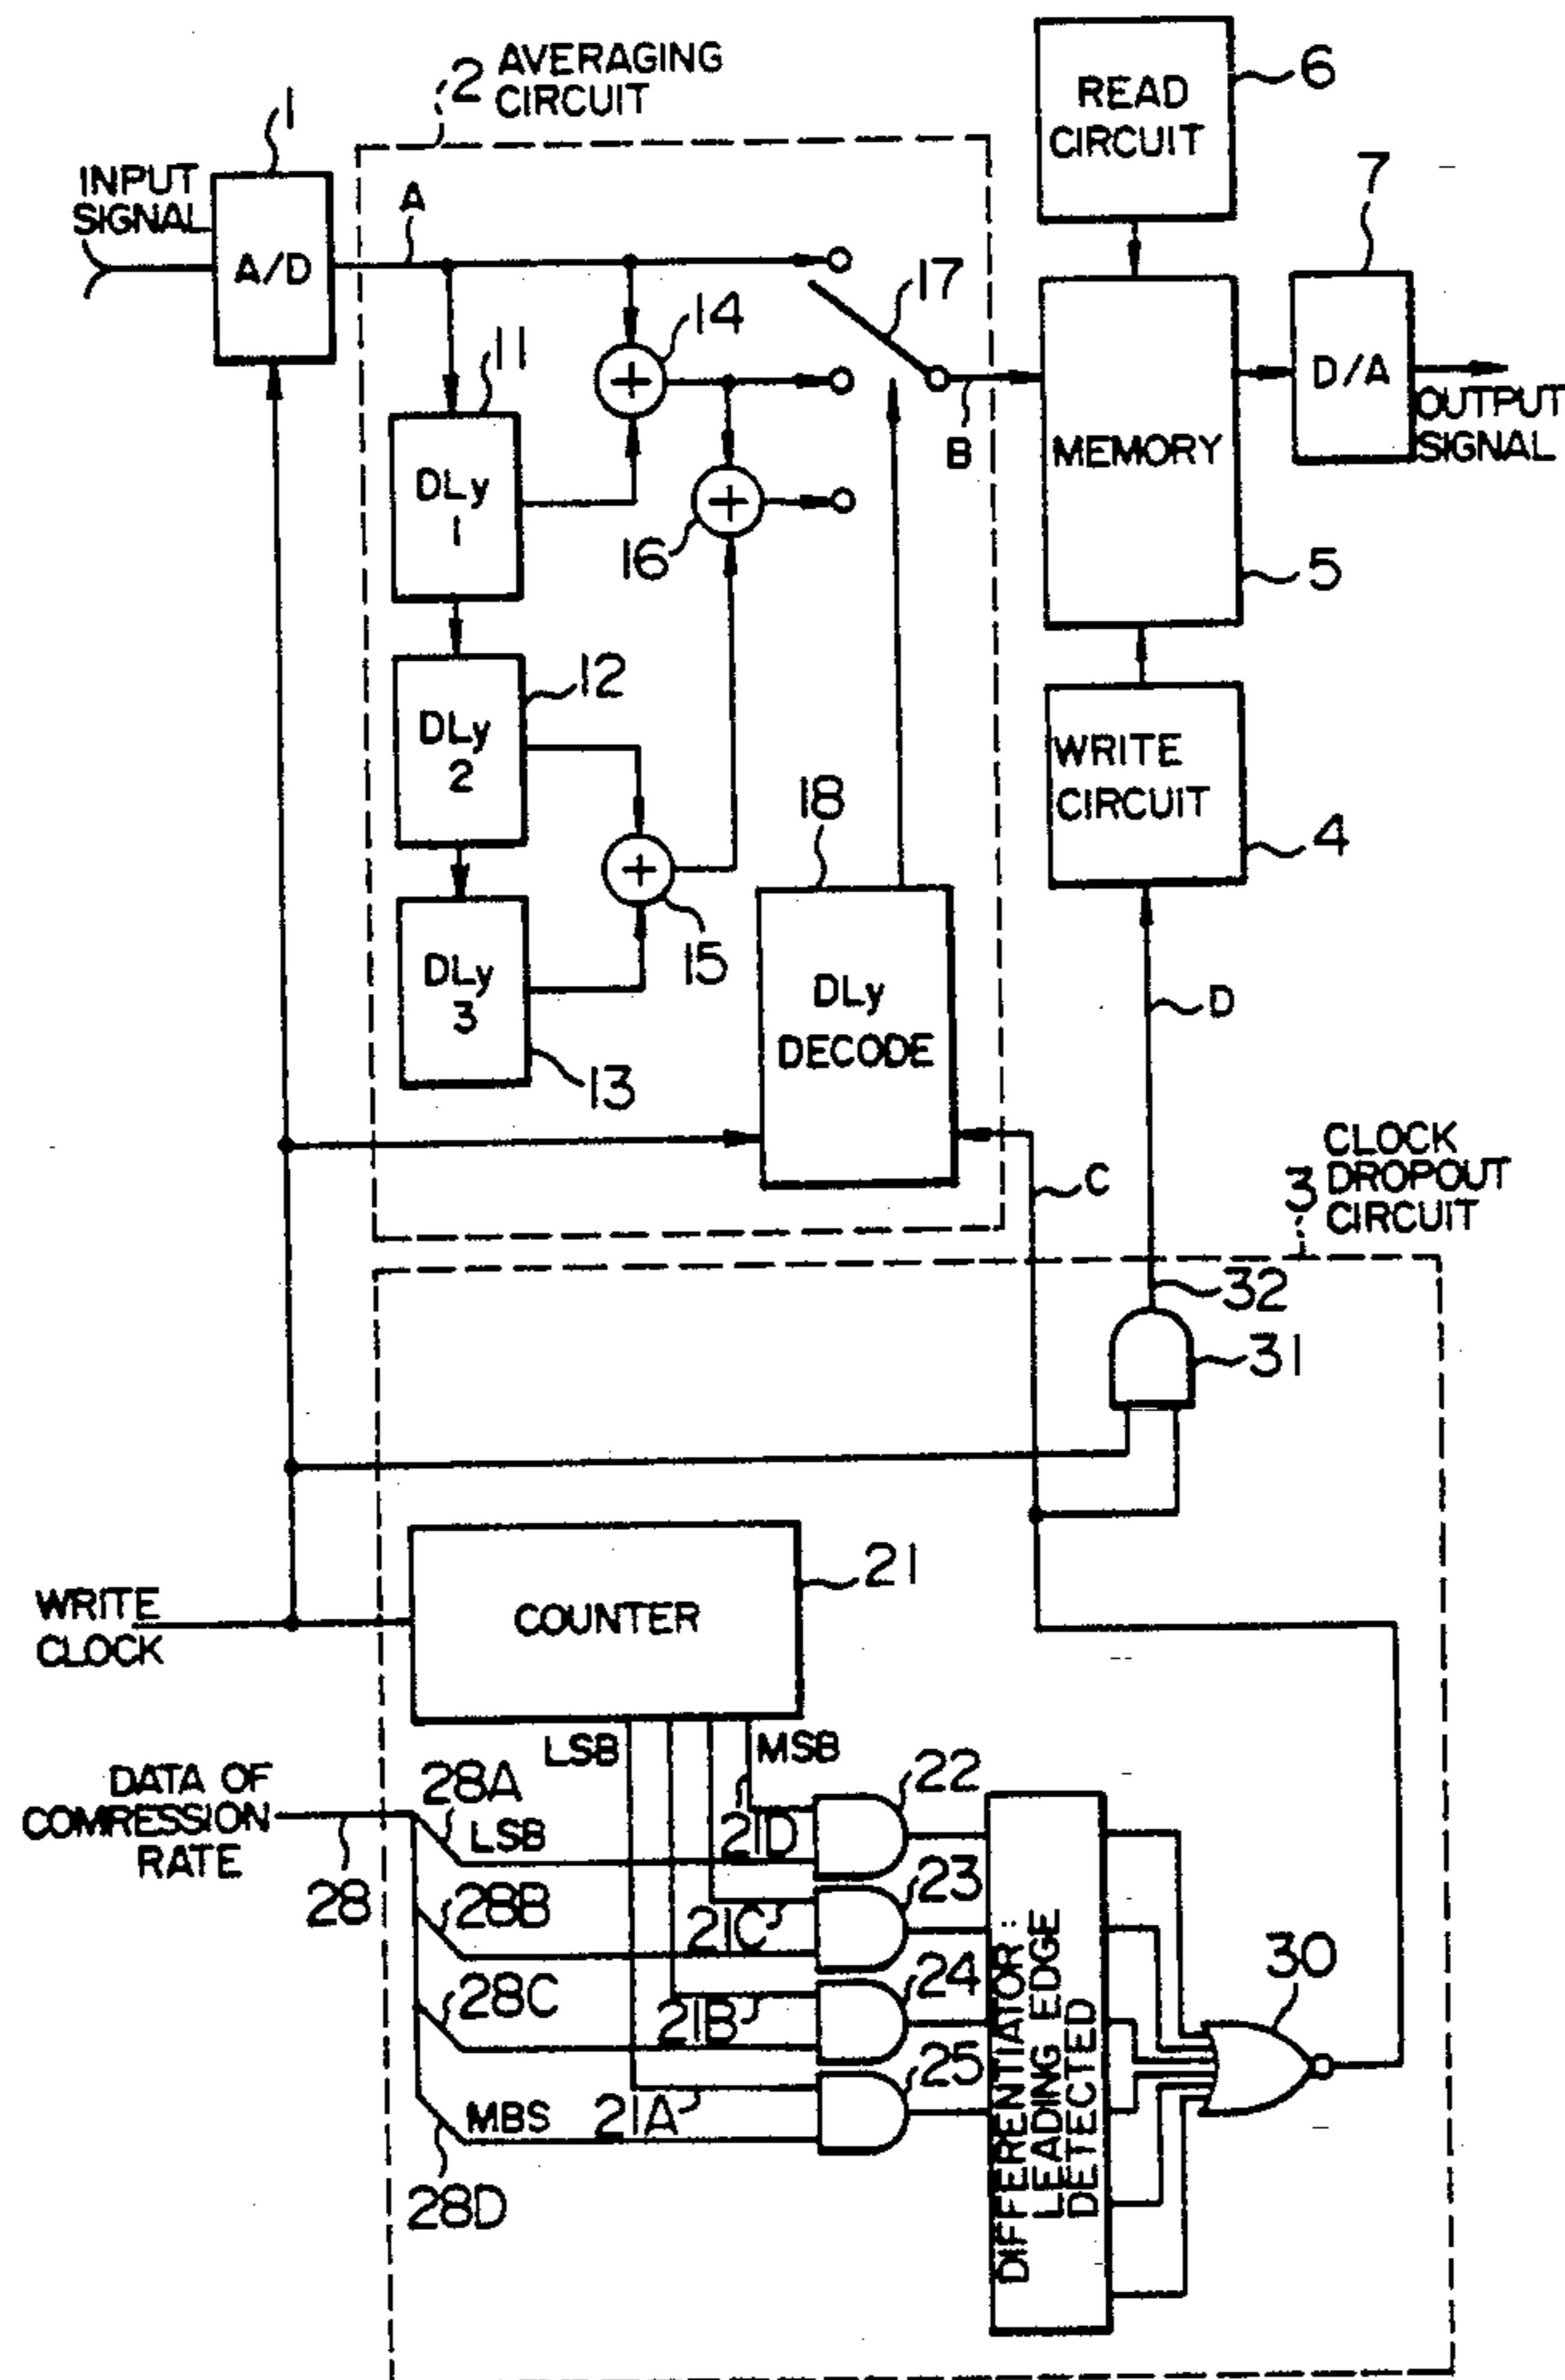 2 AVERAGING
CIRCUIT
1
INPUT
SIGNAL
A/D
A
READ
CIRCUIT
6
7
17
14
11
D/A
OUTPUT
SIGNAL
DLy
1
B
MEMORY
16
5
12
DLy
2
WRITE
CIRCUIT
18
4
15
DLy
3
DLy
DECODE
D
13
C
3 CLOCK
DROPOUT
CIRCUIT
32
31
21
WRITE
CLOCK
COUNTER
LSB
MSB
22
DATA OF
COMRESSION
RATE
28A
LSB
21D
28
23
28B
21C
24
28C
21B
30
25
MBS
21A
28D
DIFFERENTIATOR:
LEADING EDGE
DETECTED